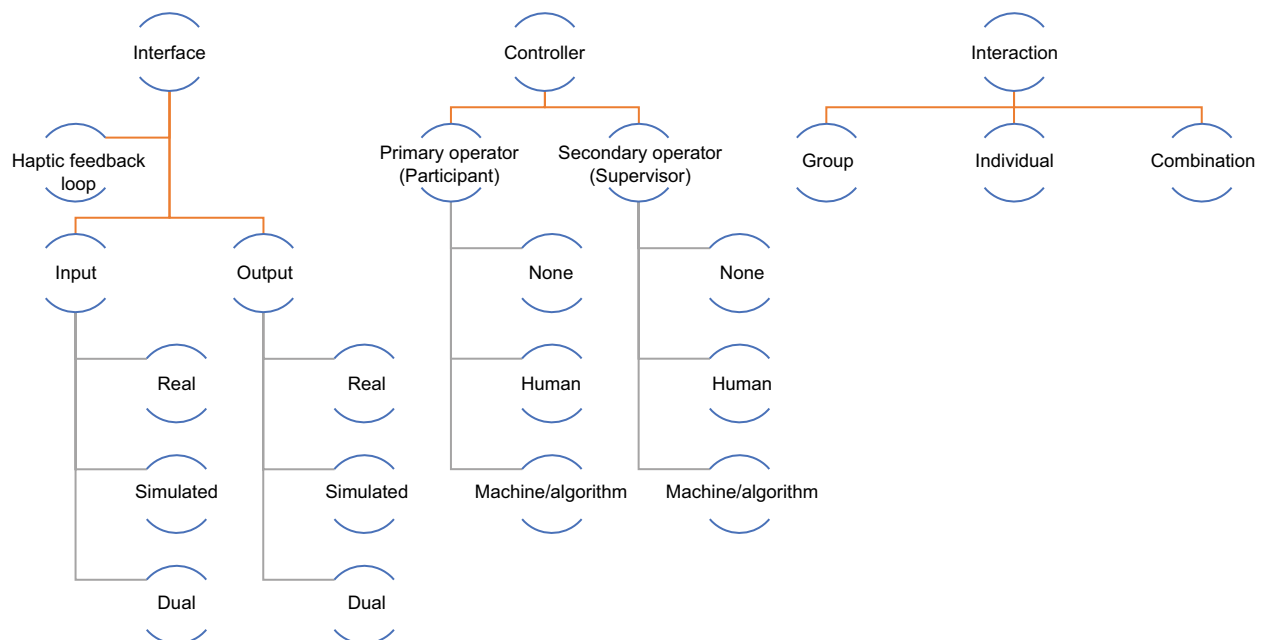 Interface
Haptic feedback
loop
Input
Real
Simulated
Dual
Output
Real
Simulated
Dual
Controller
Primary operator
(Participant)
None
Human
Machine/algorithm
Secondary operator
(Supervisor)
None
Human
Machine/algorithm
Interaction
Group
Individual
Combination